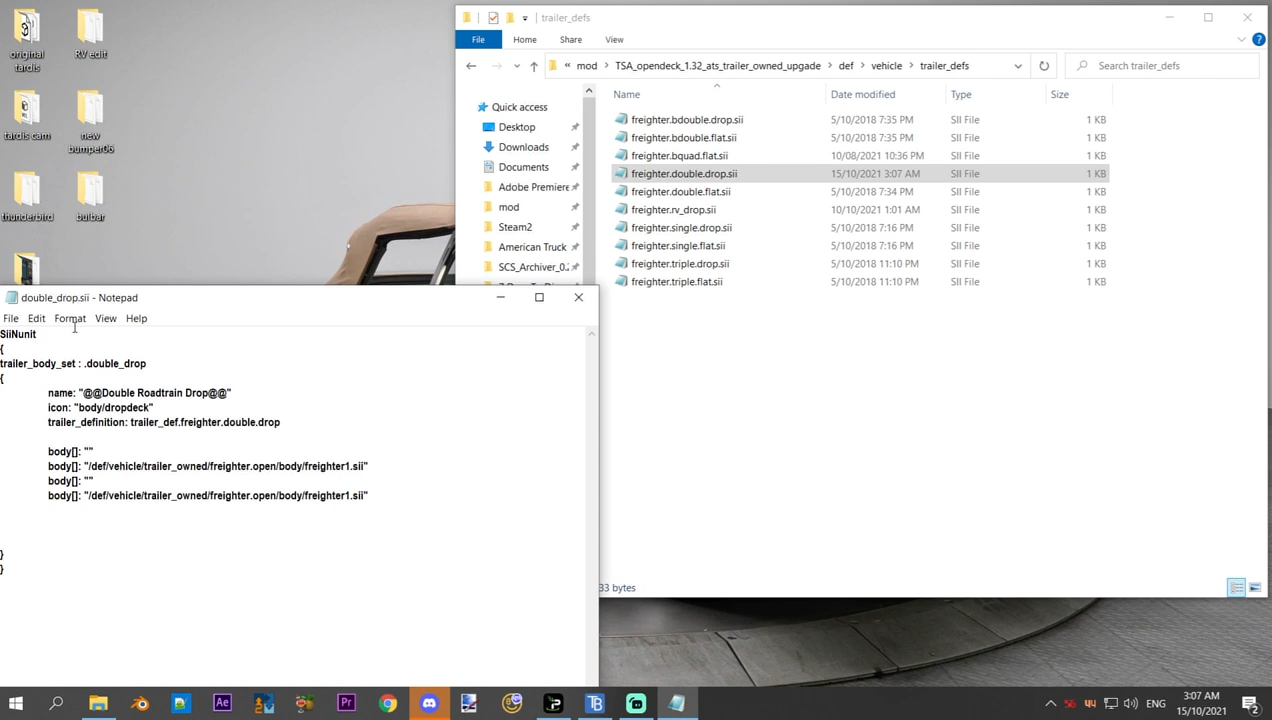 original
tardis
RV edit
tardis cam
new
bumper06
thunderbird
bulbar
trailer_defs
File
Home
Share
View
« mod > TSA_opendeck_1.32_ats_trailer_owned_upgade > def > vehicle > trailer_defs
Search trailer_defs
Quick access
Desktop
Downloads
Documents
Adobe Premiere
mod
Steam2
American Truck
SCS_Archiver_0.
Name
Date modified
Type
Size
freighter.bdouble.drop.sii 5/10/2018 7:35 PM SII File 1 KB
freighter.bdouble.flat.sii 5/10/2018 7:35 PM SII File 1 KB
freighter.bquad.flat.sii 10/08/2021 10:36 PM SII File 1 KB
freighter.double.drop.sii 15/10/2021 3:07 AM SII File 1 KB
freighter.double.flat.sii 5/10/2018 7:34 PM SII File 1 KB
freighter.rv_drop.sii 10/10/2021 1:01 AM SII File 1 KB
freighter.single.drop.sii 5/10/2018 7:16 PM SII File 1 KB
freighter.single.flat.sii 5/10/2018 7:16 PM SII File 1 KB
freighter.triple.drop.sii 5/10/2018 11:10 PM SII File 1 KB
freighter.triple.flat.sii 5/10/2018 11:10 PM SII File 1 KB
33 bytes
double_drop.sii - Notepad
File Edit Format View Help
SiiNunit
{
trailer_body_set : .double_drop
{
name: "@@Double Roadtrain Drop@@"
icon: "body/dropdeck"
trailer_definition: trailer_def.freighter.double.drop
body[]: ""
body[]: "/def/vehicle/trailer_owned/freighter.open/body/freighter1.sii"
body[]: ""
body[]: "/def/vehicle/trailer_owned/freighter.open/body/freighter1.sii"
}
}
Ae
Pr
TB
ENG
3:07 AM
15/10/2021
2